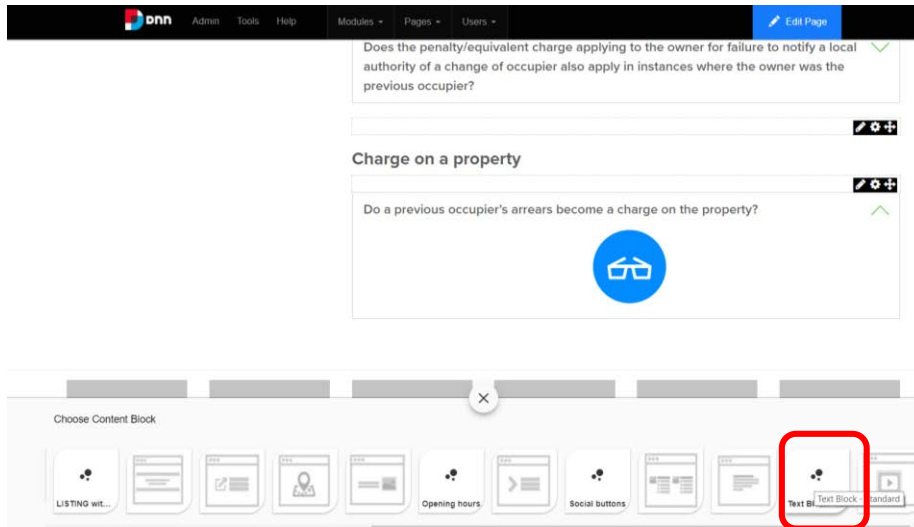 DNN Admin Tools Help Modules Pages Users Edit Page
Does the penalty/equivalent charge applying to the owner for failure to notify a local
authority of a change of occupier also apply in instances where the owner was the
previous occupier?
Charge on a property
Do a previous occupier's arrears become a charge on the property?
Choose Content Block
LISTING wit...
Opening hours
Social buttons
Text Bl...
Text Block - Standard